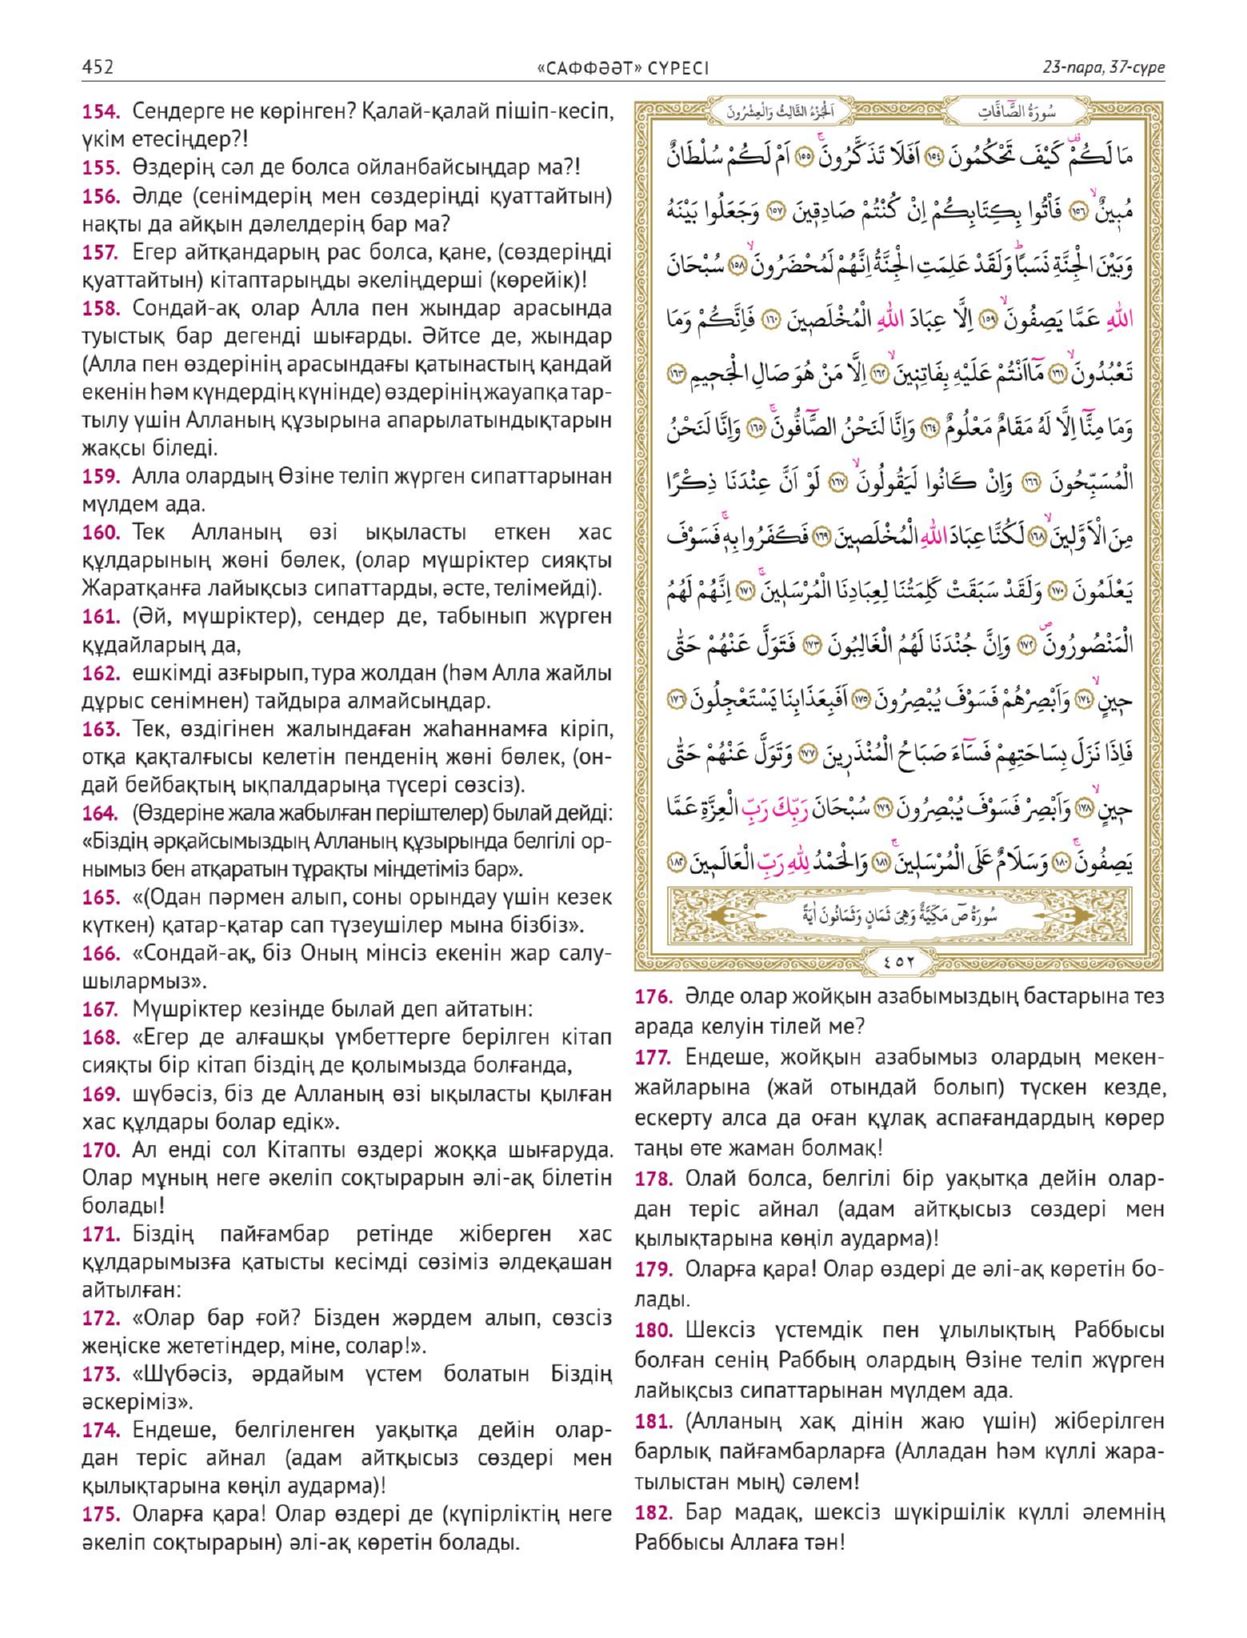 452
«САФФӘӘТ» СҮРЕСІ
23-пара, 37-сүре
154. Сендерге не көрінген? Қалай-қалай пішіп-кесіп,
үкім етесіңдер?!
155. Өздерің сәл де болса ойланбайсыңдар ма?!
156. Әлде (сенімдерің мен сөздеріңді қуаттайтын)
нақты да айқын дәлелдерің бар ма?
157. Егер айтқандарың рас болса, қане, (сөздеріңді
қуаттайтын) кітаптарыңды әкеліңдерші (көрейік)!
158. Сондай-ақ олар Алла пен жындар арасында
туыстық бар дегенді шығарды. Әйтсе де, жындар
(Алла пен өздерінің арасындағы қатынастың қандай
екенін һәм күндердің күнінде) өздерінің жауапқа тар-
тылу үшін Алланың құзырына апарылатындықтарын
жақсы біледі.
159. Алла олардың Өзіне теліп жүрген сипаттарынан
мүлдем ада.
160. Тек Алланың өзі ықыласты еткен хас
құлдарының жөні бөлек, (олар мүшріктер сияқты
Жаратқанға лайықсыз сипаттарды, әсте, телімейді).
161. (Әй, мүшріктер), сендер де, табынып жүрген
құдайларың да,
162. ешкімді азғырып, тура жолдан (һәм Алла жайлы
дұрыс сенімнен) тайдыра алмайсыңдар.
163. Тек, өздігінен жалындаған жаһаннамға кіріп,
отқа қақталғысы келетін пенденің жөні бөлек, (он-
дай бейбақтың ықпалдарыңа түсері сөзсіз).
164. (Өздеріне жала жабылған періштелер) былай дейді:
«Біздің әрқайсымыздың Алланың құзырында белгілі ор-
нымыз бен атқаратын тұрақты міндетіміз бар».
165. «(Одан пәрмен алып, соны орындау үшін кезек
күткен) қатар-қатар сап түзеушілер мына бізбіз».
166. «Сондай-ақ, біз Оның мінсіз екенін жар салу-
шылармыз».
167. Мүшріктер кезінде былай деп айтатын:
168. «Егер де алғашқы үмбеттерге берілген кітап
сияқты бір кітап біздің де қолымызда болғанда,
169. шүбәсіз, біз де Алланың өзі ықыласты қылған
хас құлдары болар едік».
170. Ал енді сол Кітапты өздері жоққа шығаруда.
Олар мұның неге әкеліп соқтырарын әлі-ақ білетін
болады!
171. Біздің пайғамбар ретінде жіберген хас
құлдарымызға қатысты кесімді сөзіміз әлдеқашан
айтылған:
172. «Олар бар ғой? Бізден жәрдем алып, сөзсіз
жеңіске жететіндер, міне, солар!».
173. «Шүбәсіз, әрдайым үстем болатын Біздің
әскеріміз».
174. Ендеше, белгіленген уақытқа дейін олар-
дан теріс айнал (адам айтқысыз сөздері мен
қылықтарына көңіл аударма)!
175. Оларға қара! Олар өздері де (күпірліктің неге
әкеліп соқтырарын) әлі-ақ көретін болады.
سُورَةُ الصَّافَّاتِ
اَلْجُزْءُ الثَّالِثُ وَالْعِشْرُونَ
مَا لَكُمْ كَيْفَ تَحْكُمُونَ ١٥٤ اَفَلَا تَذَكَّرُونَ ١٥٥ اَمْ لَكُمْ سُلْطَانٌ
مُبِينٌ ١٥٦ فَأْتُوا بِكِتَابِكُمْ اِنْ كُنْتُمْ صَادِقِينَ ١٥٧ وَجَعَلُوا بَيْنَهُ
وَبَيْنَ الْجِنَّةِ نَسَبًا وَلَقَدْ عَلِمَتِ الْجِنَّةُ اِنَّهُمْ لَمُحْضَرُونَ ١٥٨ سُبْحَانَ
اللّٰهِ عَمَّا يَصِفُونَ ١٥٩ اِلَّا عِبَادَ اللّٰهِ الْمُخْلَصِينَ ١٦٠ فَاِنَّكُمْ وَمَا
تَعْبُدُونَ ١٦١ مَآ اَنْتُمْ عَلَيْهِ بِفَاتِنِينَ ١٦٢ اِلَّا مَنْ هُوَ صَالِ الْجَحِيمِ ١٦٣
وَمَا مِنَّآ اِلَّا لَهُ مَقَامٌ مَعْلُومٌ ١٦٤ وَاِنَّا لَنَحْنُ الصَّآفُّونَ ١٦٥ وَاِنَّا لَنَحْنُ
الْمُسَبِّحُونَ ١٦٦ وَاِنْ كَانُوا لَيَقُولُونَ ١٦٧ لَوْ اَنَّ عِنْدَنَا ذِكْرًا
مِنَ الْاَوَّلِينَ ١٦٨ لَكُنَّا عِبَادَ اللّٰهِ الْمُخْلَصِينَ ١٦٩ فَكَفَرُوا بِهِ فَسَوْفَ
يَعْلَمُونَ ١٧٠ وَلَقَدْ سَبَقَتْ كَلِمَتُنَا لِعِبَادِنَا الْمُرْسَلِينَ ١٧١ اِنَّهُمْ لَهُمُ
الْمَنْصُورُونَ ١٧٢ وَاِنَّ جُنْدَنَا لَهُمُ الْغَالِبُونَ ١٧٣ فَتَوَلَّ عَنْهُمْ حَتّٰى
حِينٍ ١٧٤ وَاَبْصِرْهُمْ فَسَوْفَ يُبْصِرُونَ ١٧٥ اَفَبِعَذَابِنَا يَسْتَعْجِلُونَ ١٧٦
فَاِذَا نَزَلَ بِسَاحَتِهِمْ فَسَآءَ صَبَاحُ الْمُنْذَرِينَ ١٧٧ وَتَوَلَّ عَنْهُمْ حَتّٰى
حِينٍ ١٧٨ وَاَبْصِرْ فَسَوْفَ يُبْصِرُونَ ١٧٩ سُبْحَانَ رَبِّكَ رَبِّ الْعِزَّةِ عَمَّا
يَصِفُونَ ١٨٠ وَسَلَامٌ عَلَى الْمُرْسَلِينَ ١٨١ وَالْحَمْدُ لِلّٰهِ رَبِّ الْعَالَمِينَ ١٨٢
سُورَةُ صٓ مَكِّيَّةٌ وَهِىَ ثَمَانٍ وَثَمَانُونَ اٰيَةً
٤٥٢
176. Әлде олар жойқын азабымыздың бастарына тез
арада келуін тілей ме?
177. Ендеше, жойқын азабымыз олардың мекен-
жайларына (жай отындай болып) түскен кезде,
ескерту алса да оған құлақ аспағандардың көрер
таңы өте жаман болмақ!
178. Олай болса, белгілі бір уақытқа дейін олар-
дан теріс айнал (адам айтқысыз сөздері мен
қылықтарына көңіл аударма)!
179. Оларға қара! Олар өздері де әлі-ақ көретін бо-
лады.
180. Шексіз үстемдік пен ұлылықтың Раббысы
болған сенің Раббың олардың Өзіне теліп жүрген
лайықсыз сипаттарынан мүлдем ада.
181. (Алланың хақ дінін жаю үшін) жіберілген
барлық пайғамбарларға (Алладан һәм күллі жара-
тылыстан мың) сәлем!
182. Бар мадақ, шексіз шүкіршілік күллі әлемнің
Раббысы Аллаға тән!